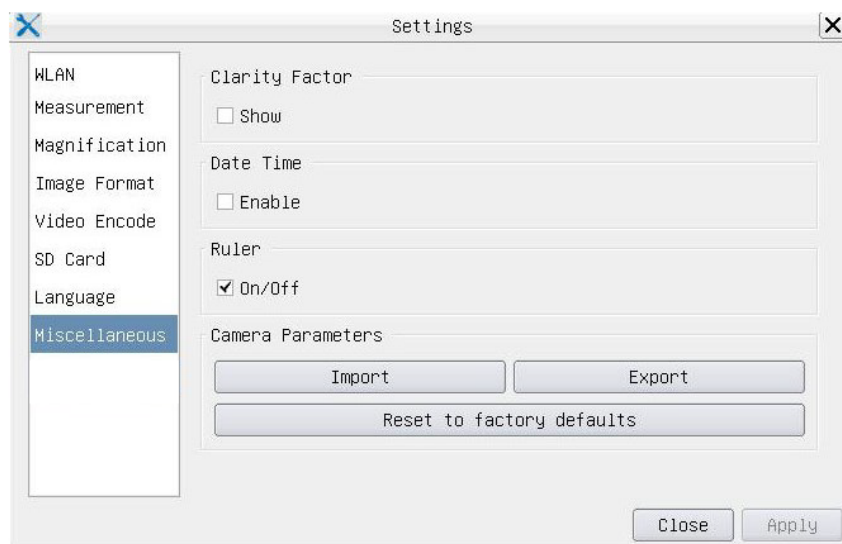 Settings
WLAN
Measurement
Magnification
Image Format
Video Encode
SD Card
Language
Miscellaneous
Clarity Factor
Show
Date Time
Enable
Ruler
On/Off
Camera Parameters
Import Export
Reset to factory defaults
Close Apply